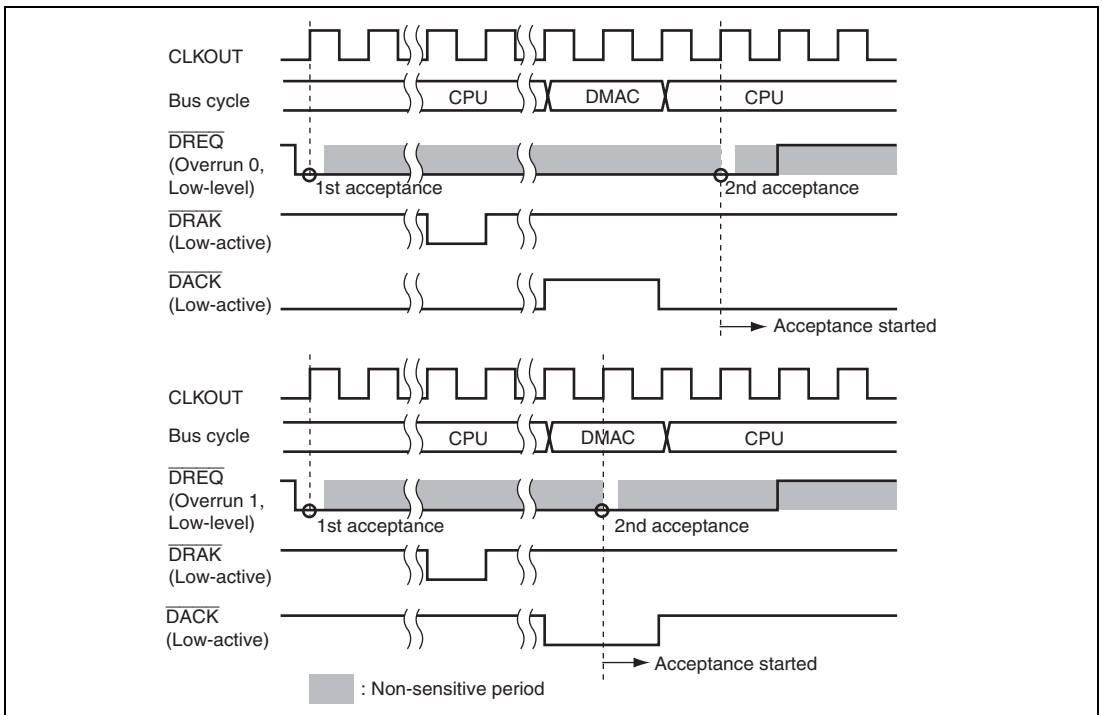 CLKOUT
Bus cycle CPU DMAC CPU
DREQ
(Overrun 0,
Low-level)
1st acceptance 2nd acceptance
DRAK
(Low-active)
DACK
(Low-active)
Acceptance started
CLKOUT
Bus cycle CPU DMAC CPU
DREQ
(Overrun 1,
Low-level)
1st acceptance 2nd acceptance
DRAK
(Low-active)
DACK
(Low-active)
Acceptance started
: Non-sensitive period